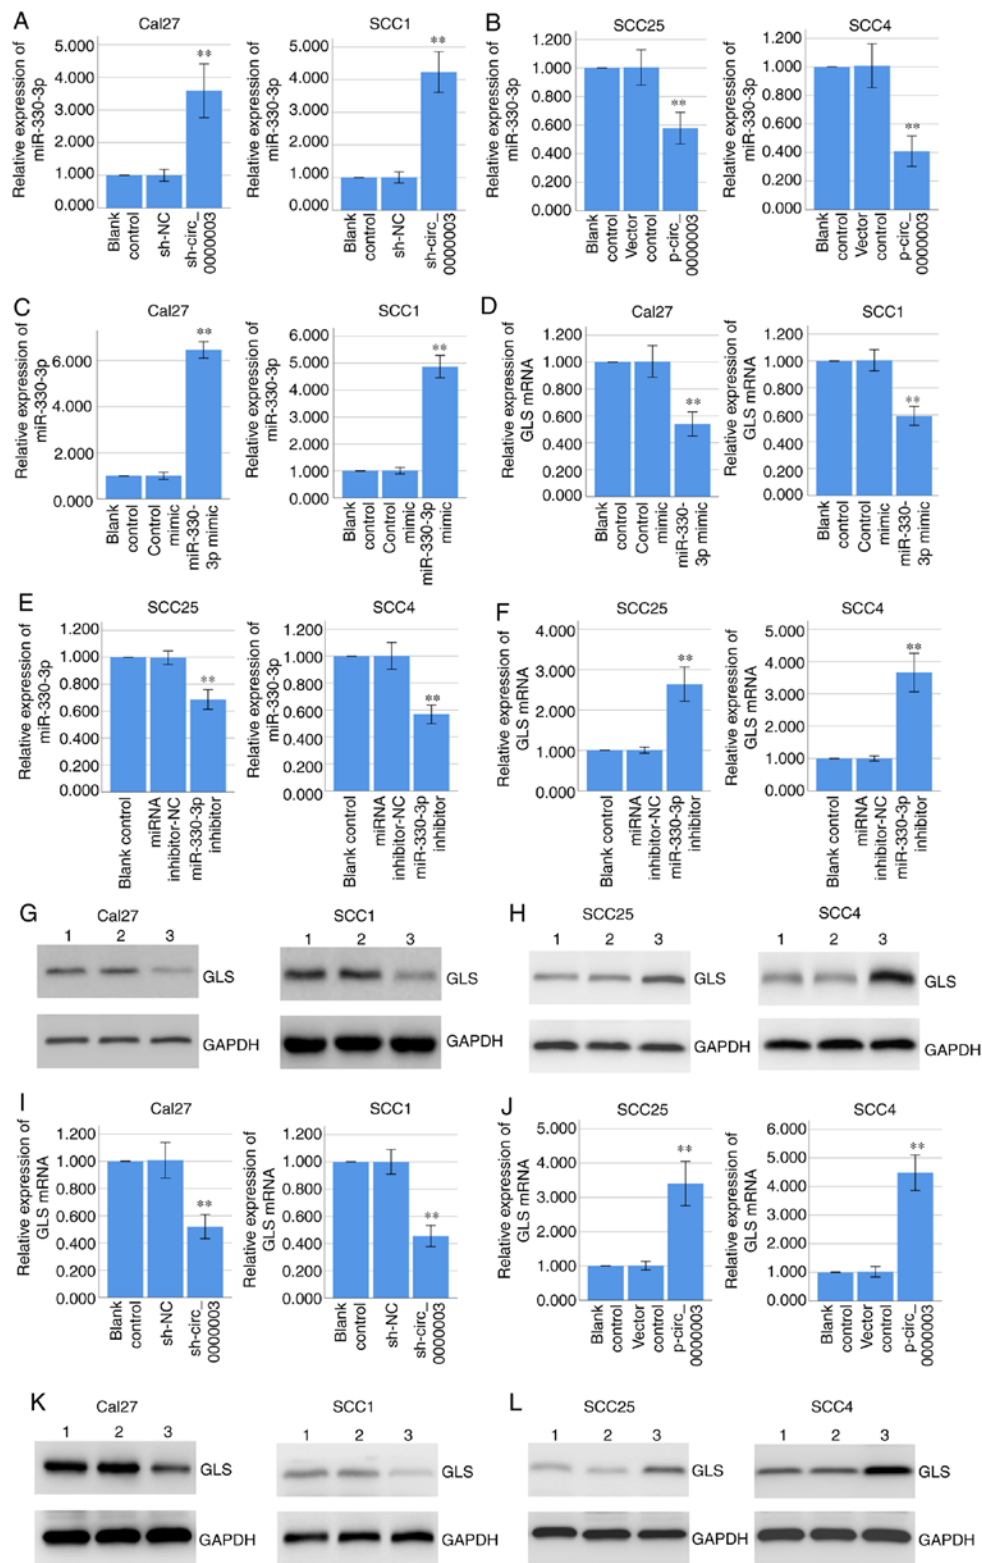 A
Cal27
Relative expression of
miR-330-3p
5.000
4.000
3.000
1.000
0.000
**
Blank
control
sh-NC
sh-circ_
0000003
SCC1
Relative expression of
miR-330-3p
5.000
4.000
3.000
1.000
0.000
**
Blank
control
sh-NC
sh-circ_
0000003
B
SCC25
Relative expression of
miR-330-3p
1.200
1.000
0.800
0.600
0.400
0.200
0.000
**
Blank
control
Vector
control
p-circ_
0000003
SCC4
Relative expression of
miR-330-3p
1.200
1.000
0.800
0.600
0.400
0.200
0.000
**
Blank
control
Vector
control
p-circ_
0000003
C
Cal27
Relative expression of
miR-330-3p
6.000
4.000
2.000
0.000
**
Blank
control
Control
mimic
miR-330-
3p mimic
SCC1
Relative expression of
miR-330-3p
6.000
5.000
4.000
3.000
2.000
1.000
0.000
**
Blank
control
Control
mimic
miR-330-3p
mimic
D
Cal27
Relative expression of
GLS mRNA
1.200
1.000
0.800
0.600
0.400
0.200
0.000
**
Blank
control
Control
mimic
miR-330-
3p mimic
SCC1
Relative expression of
GLS mRNA
1.200
1.000
0.800
0.600
0.400
0.200
0.000
**
Blank
control
Control
mimic
miR-330-
3p mimic
E
SCC25
Relative expression of
miR-330-3p
1.200
1.000
0.800
0.600
0.400
0.200
0.000
**
Blank control
miRNA
inhibitor-NC
miR-330-3p
inhibitor
SCC4
Relative expression of
miR-330-3p
1.200
1.000
0.800
0.600
0.400
0.200
0.000
**
Blank control
miRNA
inhibitor-NC
miR-330-3p
inhibitor
F
SCC25
Relative expression of
GLS mRNA
4.000
3.000
2.000
1.000
0.000
**
Blank control
miRNA
inhibitor-NC
miR-330-3p
inhibitor
SCC4
Relative expression of
GLS mRNA
5.000
4.000
3.000
2.000
1.000
0.000
**
Blank control
miRNA
inhibitor-NC
miR-330-3p
inhibitor
G
Cal27
1 2 3
GLS
GAPDH
SCC1
1 2 3
GLS
GAPDH
H
SCC25
1 2 3
GLS
GAPDH
SCC4
1 2 3
GLS
GAPDH
I
Cal27
Relative expression of
GLS mRNA
1.200
1.000
0.800
0.600
0.400
0.200
0.000
**
Blank
control
sh-NC
sh-circ_
0000003
SCC1
Relative expression of
GLS mRNA
1.200
1.000
0.800
0.600
0.400
0.200
0.000
**
Blank
control
sh-NC
sh-circ_
0000003
J
SCC25
Relative expression of
GLS mRNA
5.000
4.000
3.000
2.000
1.000
0.000
**
Blank
control
Vector
control
p-circ_
0000003
SCC4
Relative expression of
GLS mRNA
6.000
5.000
4.000
3.000
2.000
1.000
0.000
**
Blank
control
Vector
control
p-circ_
0000003
K
Cal27
1 2 3
GLS
GAPDH
SCC1
1 2 3
GLS
GAPDH
L
SCC25
1 2 3
GLS
GAPDH
SCC4
1 2 3
GLS
GAPDH